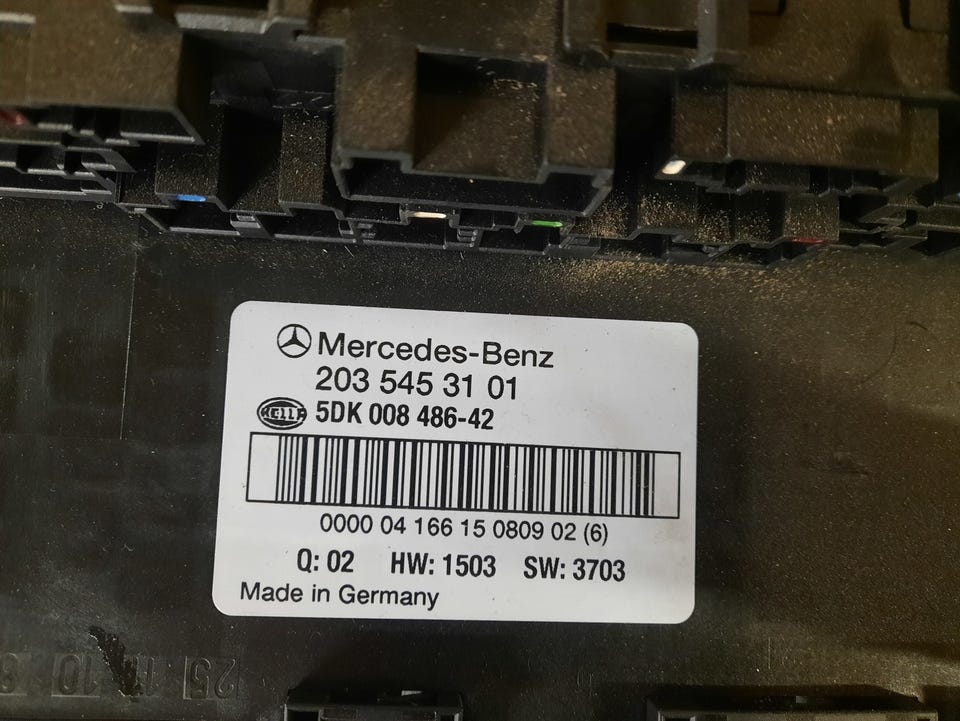 Mercedes-Benz
203 545 31 01
HELLA 5DK 008 486-42
0000 04 166 15 0809 02 (6)
Q: 02 HW: 1503 SW: 3703
Made in Germany